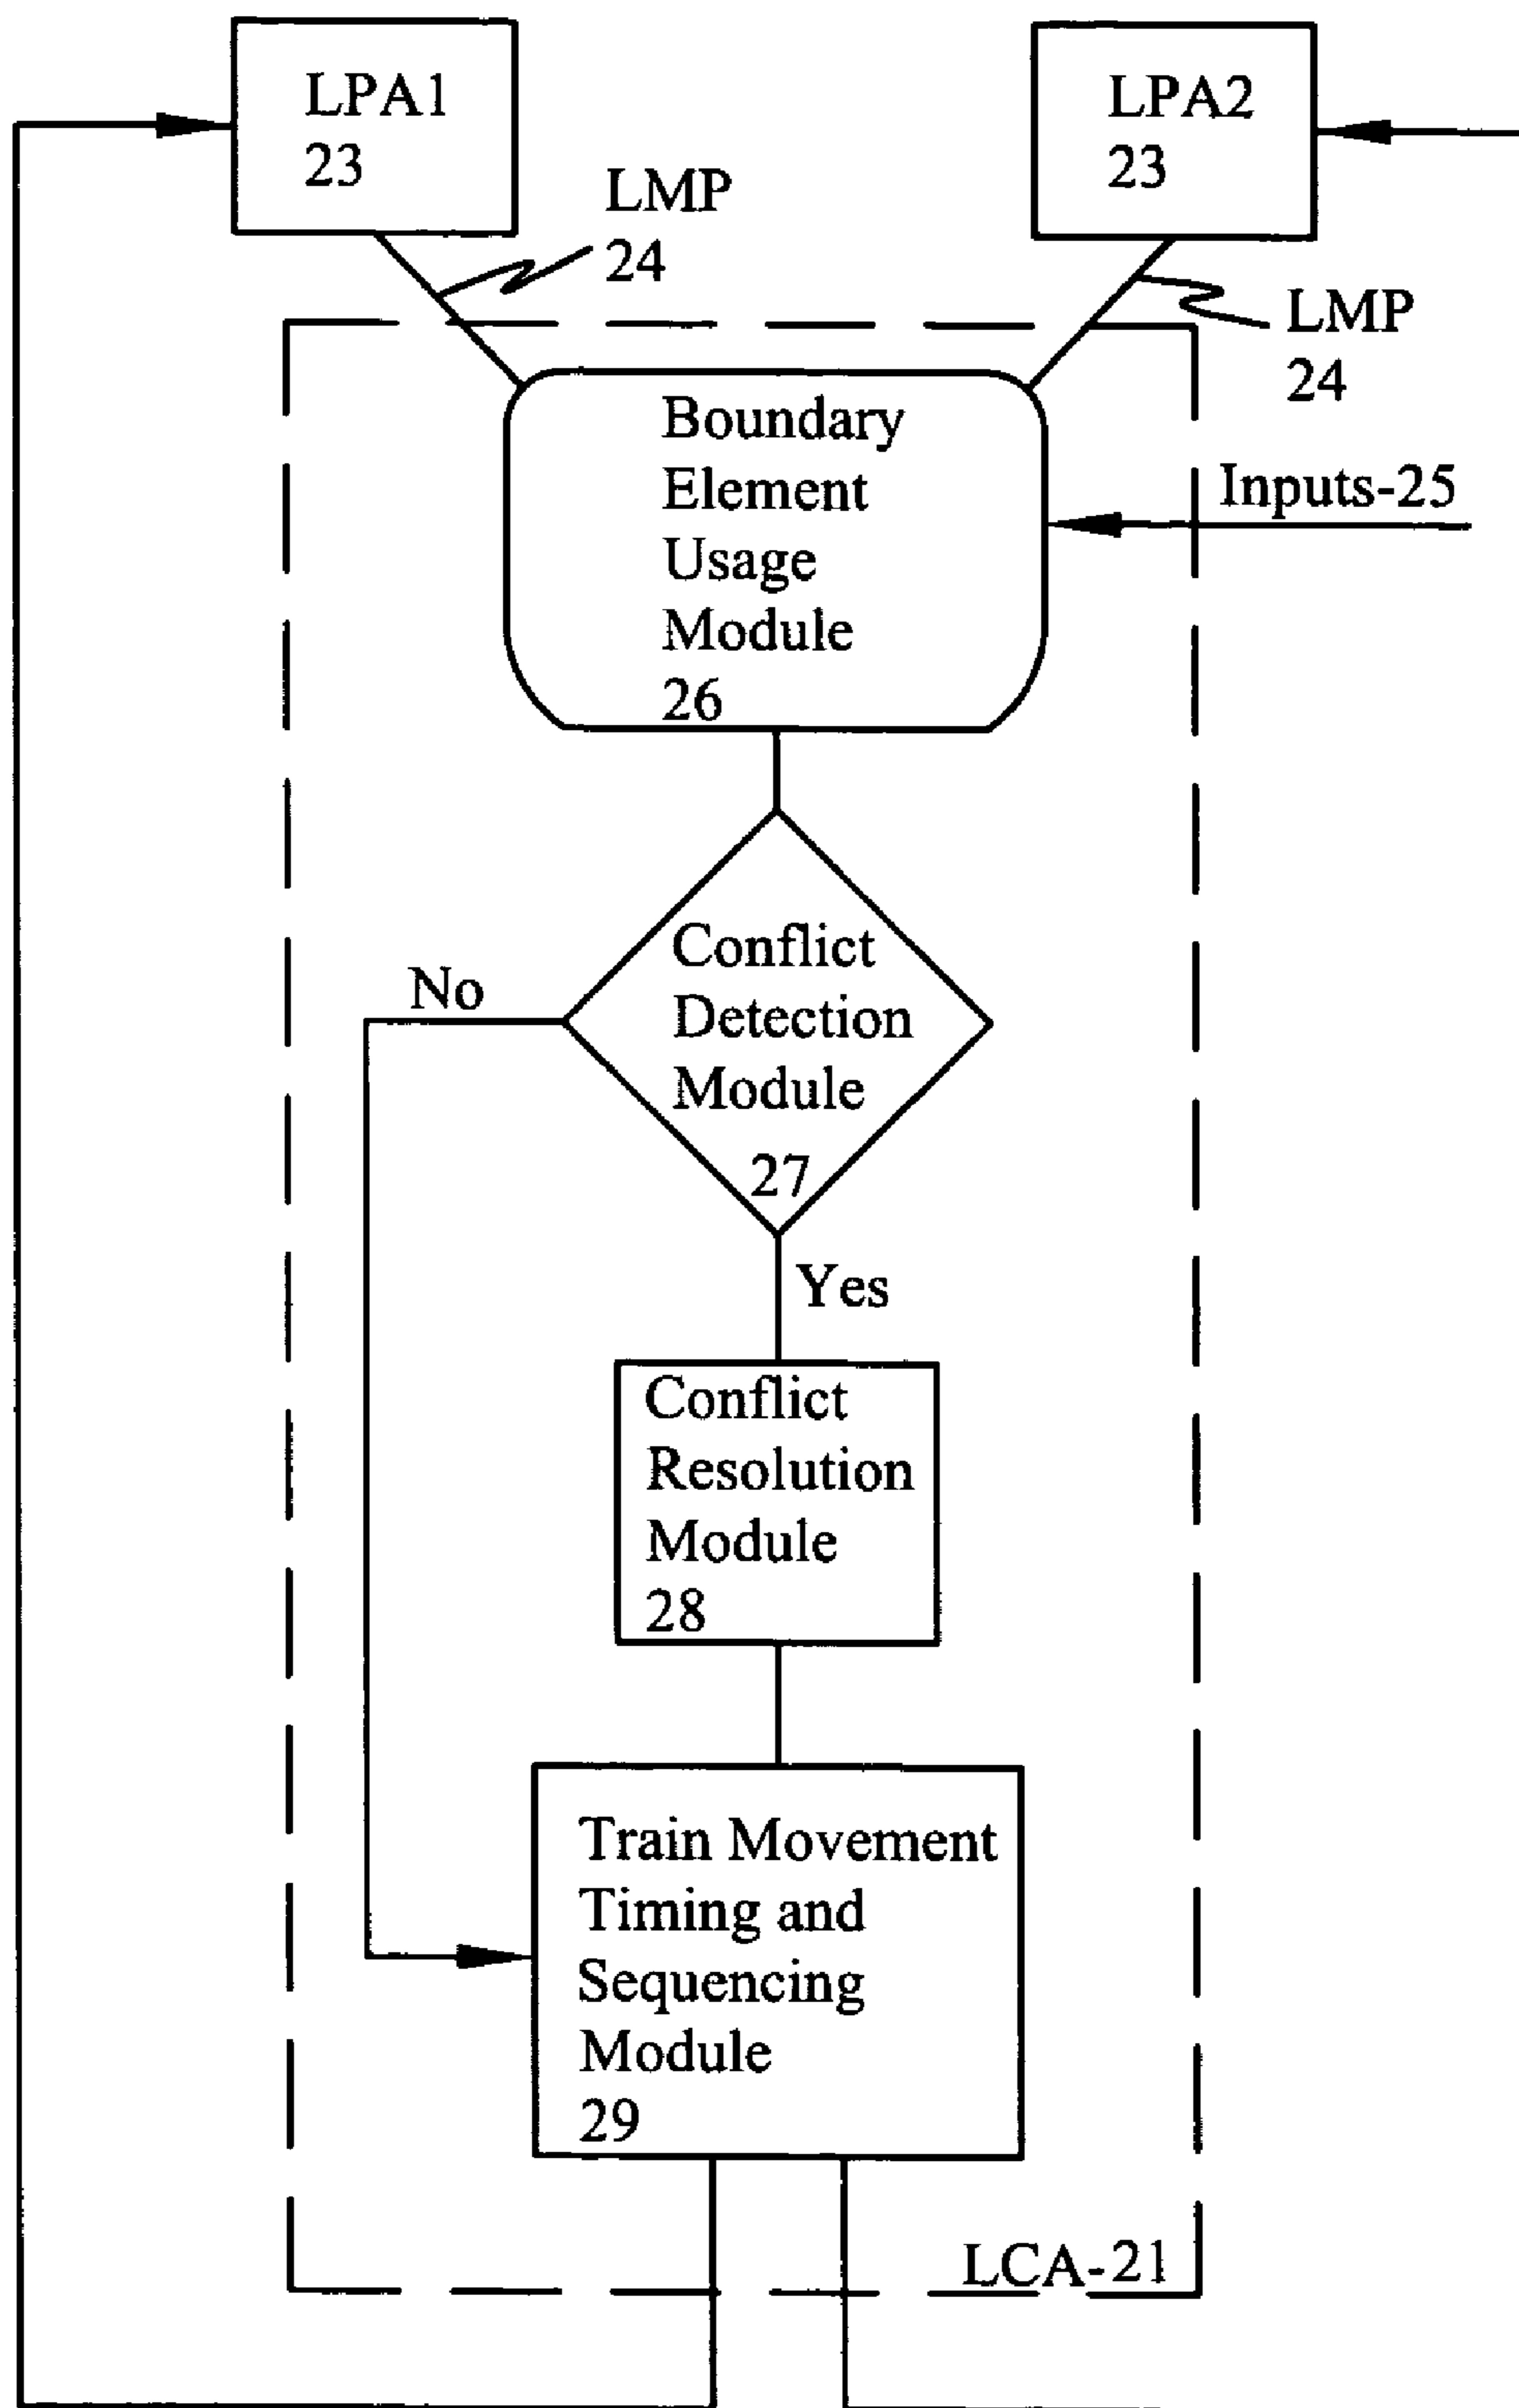 LPA1
23
LPA2
23
LMP
24
LMP
24
Boundary
Element
Usage
Module
26
Inputs-25
Conflict
Detection
Module
27
No
Yes
Conflict
Resolution
Module
28
Train Movement
Timing and
Sequencing
Module
29
LCA-21